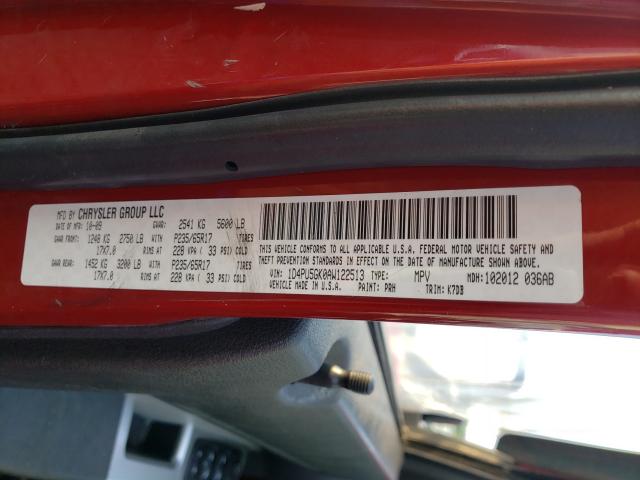 MFD BY CHRYSLER GROUP LLC
DATE OF MFR: 10-09 GVWR: 2541 KG 5600 LB
GAWR FRONT: 1248 KG 2750 LB WITH P235/65R17 TIRES
17X7.0 RIMS AT 228 KPA ( 33 PSI) COLD
GAWR REAR: 1452 KG 3200 LB WITH P235/65R17 TIRES
17X7.0 RIMS AT 228 KPA ( 33 PSI) COLD
THIS VEHICLE CONFORMS TO ALL APPLICABLE U.S.A. FEDERAL MOTOR VEHICLE SAFETY AND
THEFT PREVENTION STANDARDS IN EFFECT ON THE DATE OF MANUFACTURE SHOWN ABOVE.
VIN: 1D4PU5GK0AW122513 TYPE: MPV MDH:102012 036AB
VEHICLE MADE IN U.S.A. PAINT: PRH TRIM: K7DB